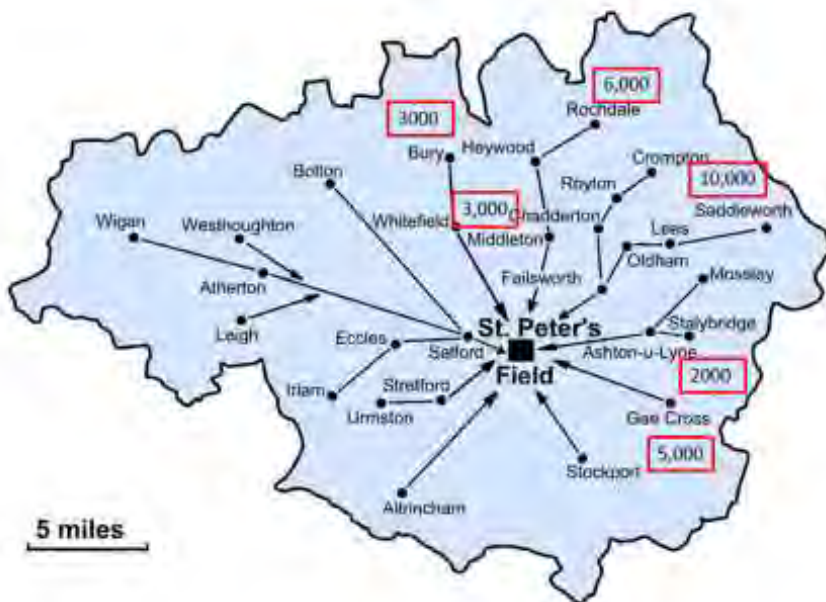 6,000
Rochdale
3000
Bury
Heywood
Crompton
Bolton
Royton
10,000
3,000
Saddleworth
Wigan
Westhoughton
Whitefield
Chadderton
Lees
Middleton
Oldham
Mossley
Atherton
Failsworth
St. Peter's
Field
Stalybridge
Leigh
Eccles
Salford
Ashton-u-Lyne
2000
Irlam
Stretford
Urmston
Gee Cross
5,000
Stockport
Altrincham
5 miles